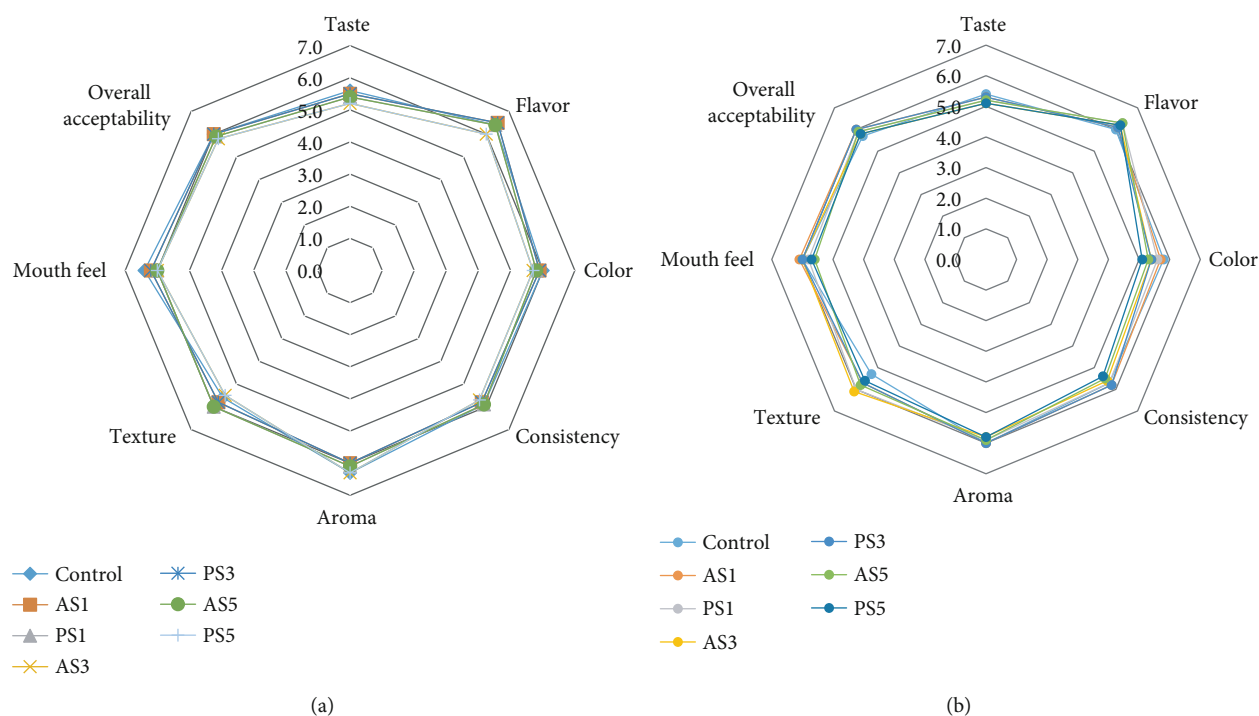 Taste
7.0
6.0
5.0
4.0
3.0
2.0
1.0
0.0
Flavor
Color
Consistency
Aroma
Texture
Mouth feel
Overall
acceptability
Control
AS1
PS1
AS3
PS3
AS5
PS5
(a)
Taste
7.0
6.0
5.0
4.0
3.0
2.0
1.0
0.0
Flavor
Color
Consistency
Aroma
Texture
Mouth feel
Overall
acceptability
Control
AS1
PS1
AS3
PS3
AS5
PS5
(b)